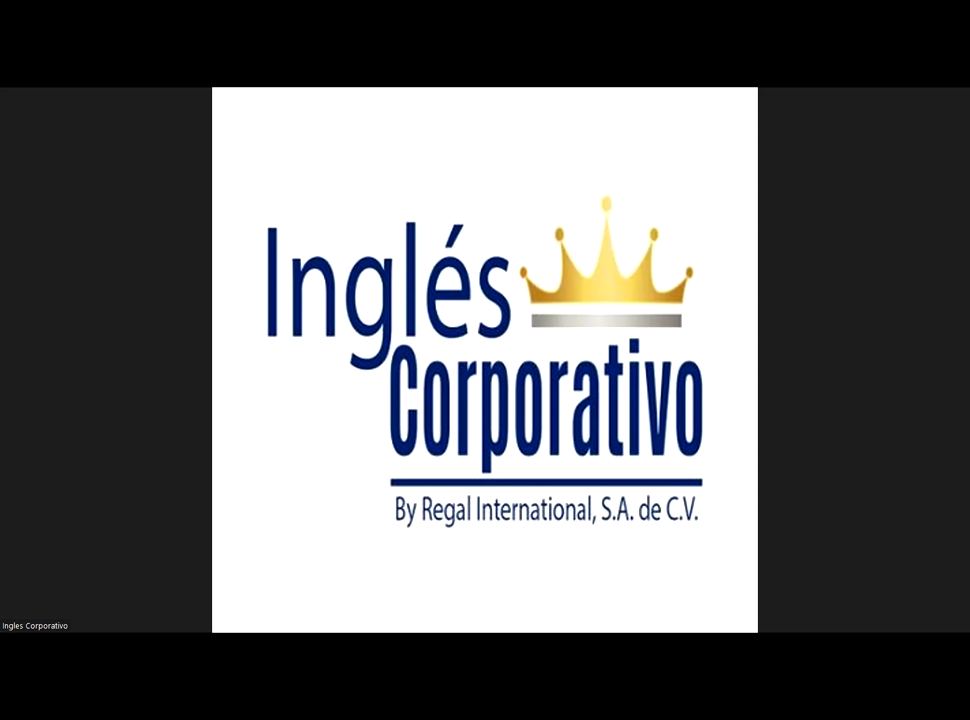 Inglés
Corporativo
By Regal International, S.A. de C.V.
Ingles Corporativo